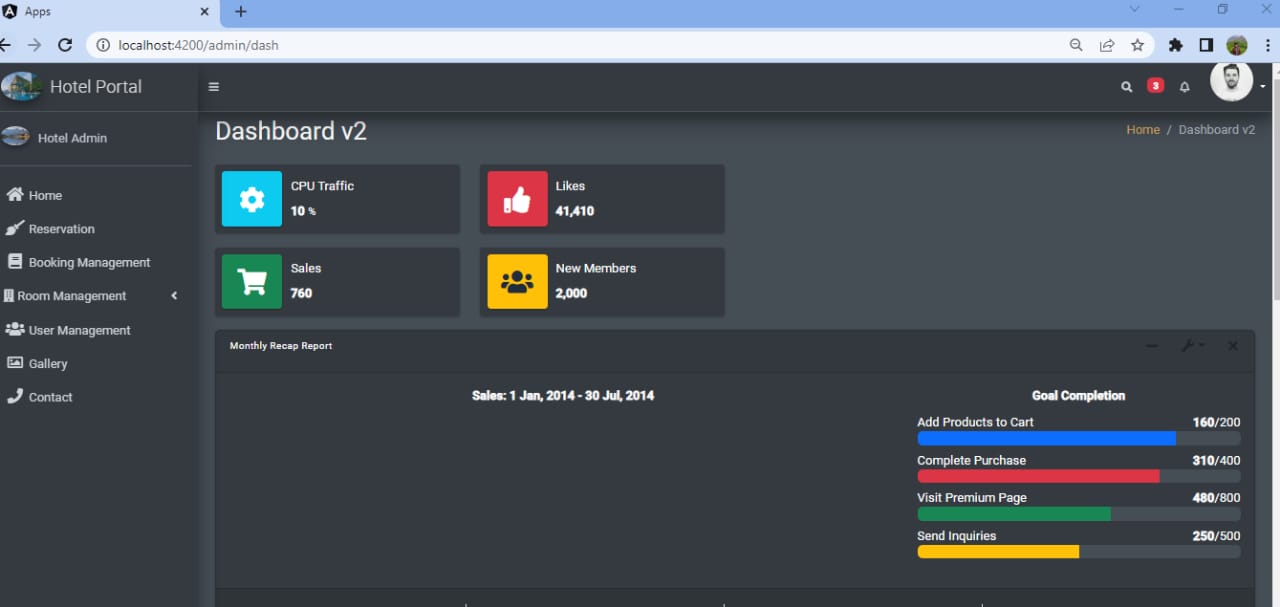 Apps
localhost:4200/admin/dash
Hotel Portal
3
Hotel Admin
Home
Reservation
Booking Management
Room Management
User Management
Gallery
Contact
Dashboard v2
Home / Dashboard v2
CPU Traffic
10 %
Likes
41,410
Sales
760
New Members
2,000
Monthly Recap Report
Sales: 1 Jan, 2014 - 30 Jul, 2014
Goal Completion
Add Products to Cart 160/200
Complete Purchase 310/400
Visit Premium Page 480/800
Send Inquiries 250/500